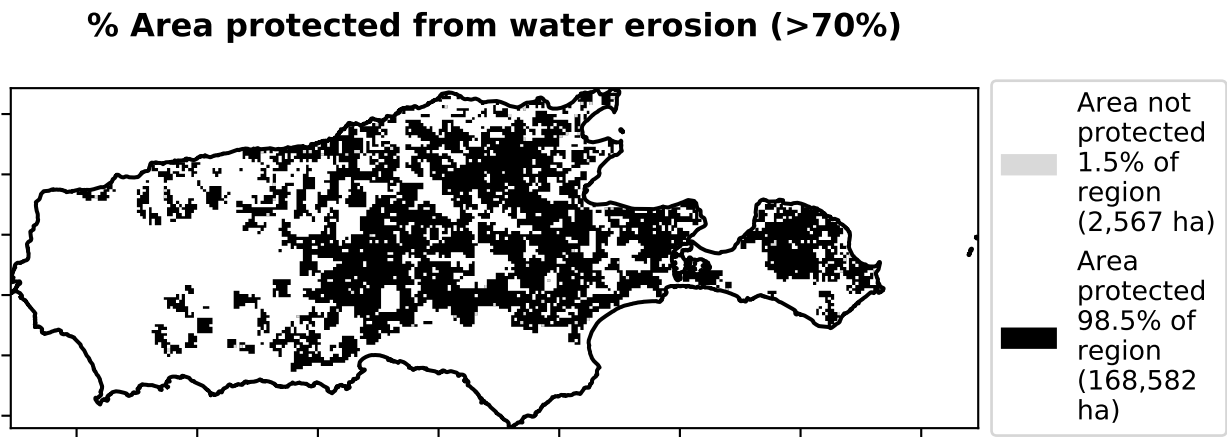 % Area protected from water erosion (>70%)
Area not
protected
1.5% of
region
(2,567 ha)
Area
protected
98.5% of
region
(168,582
ha)